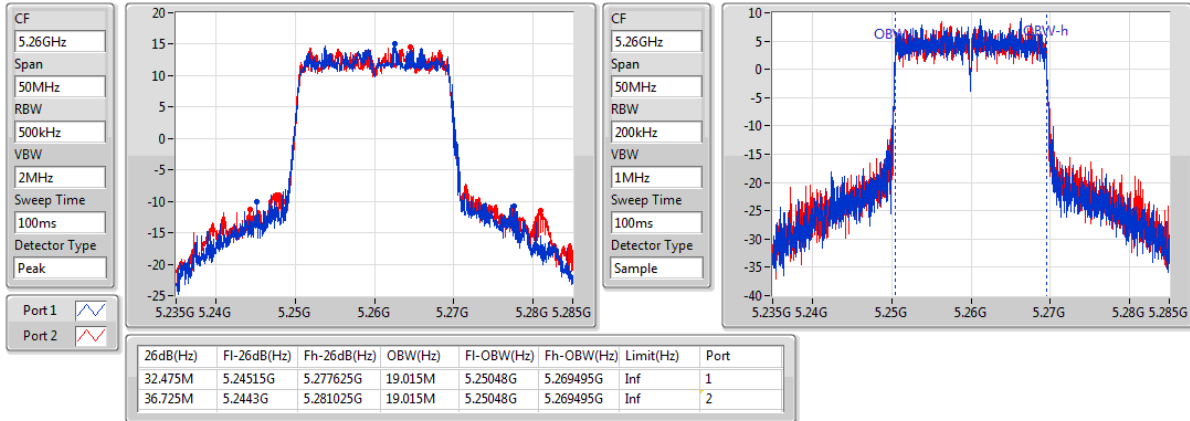 CF
5.26GHz
Span
50MHz
RBW
500kHz
VBW
2MHz
Sweep Time
100ms
Detector Type
Peak
Port 1
Port 2
20
15
10
5
0
-5
-10
-15
-20
-25
5.235G 5.24G 5.25G 5.26G 5.27G 5.28G 5.285G
CF
5.26GHz
Span
50MHz
RBW
200kHz
VBW
1MHz
Sweep Time
100ms
Detector Type
Sample
10
5
0
-5
-10
-15
-20
-25
-30
-35
-40
OBW-h
5.235G 5.24G 5.25G 5.26G 5.27G 5.28G 5.285G
26dB(Hz) Fl-26dB(Hz) Fh-26dB(Hz) OBW(Hz) Fl-OBW(Hz) Fh-OBW(Hz) Limit(Hz) Port
32.475M 5.24515G 5.277625G 19.015M 5.25048G 5.269495G Inf 1
36.725M 5.2443G 5.281025G 19.015M 5.25048G 5.269495G Inf 2